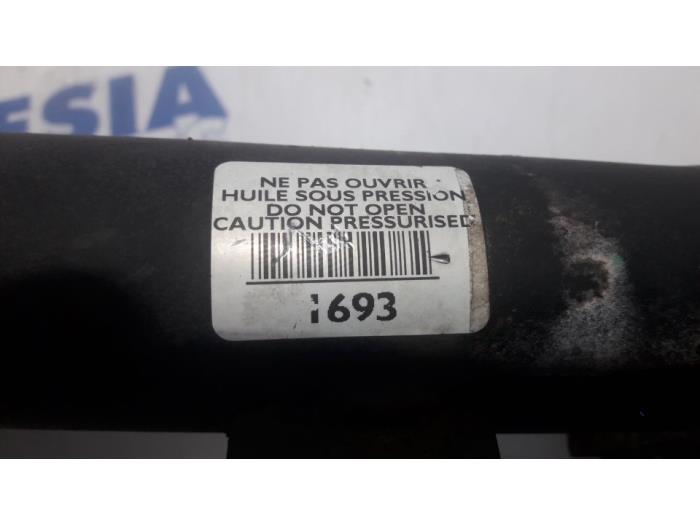 ESIA
NE PAS OUVRIR
HUILE SOUS PRESSION
DO NOT OPEN
CAUTION PRESSURISED
1693